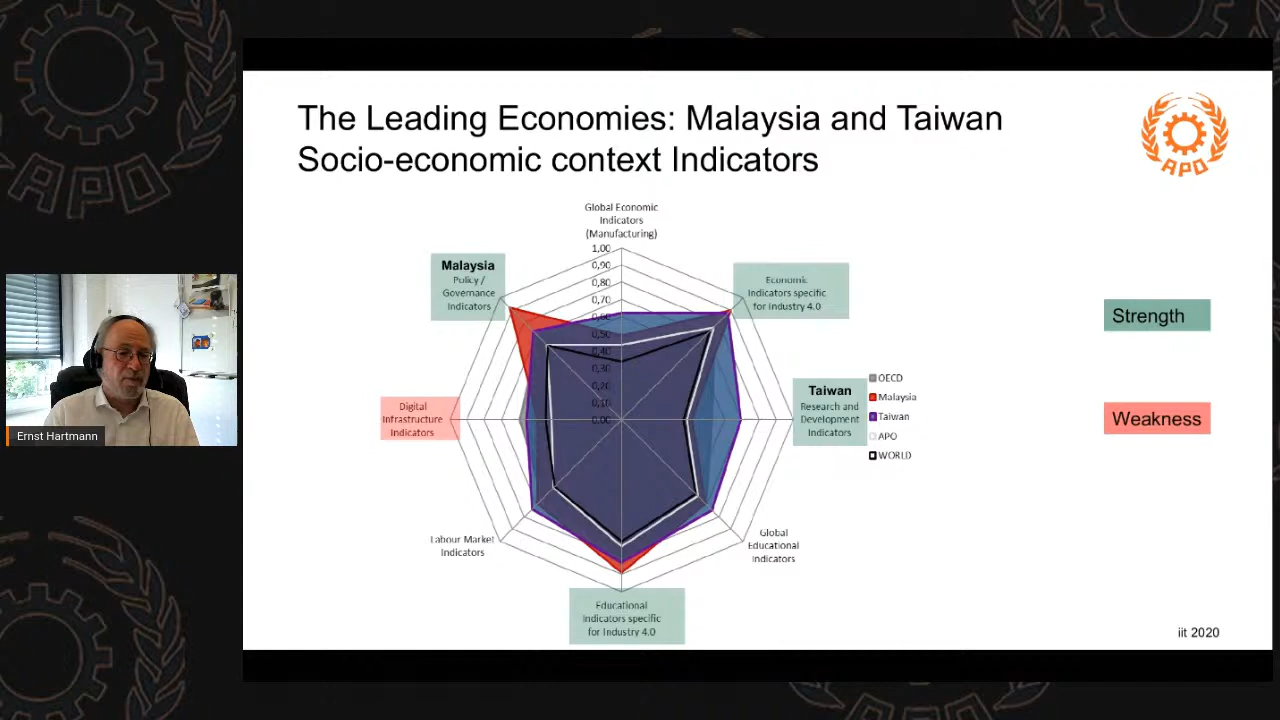 The Leading Economies: Malaysia and Taiwan
Socio-economic context Indicators
APO
Global Economic
Indicators
(Manufacturing)
1,00
0,90
0,80
0,70
0,60
0,50
0,40
0,30
0,20
0,10
0,00
Malaysia
Policy /
Governance
Indicators
Economic
Indicators specific
for Industry 4.0
Strength
Taiwan
Research and
Development
Indicators
OECD
Malaysia
Taiwan
APO
WORLD
Digital
Infrastructure
Indicators
Weakness
Ernst Hartmann
Labour Market
Indicators
Global
Educational
Indicators
Educational
Indicators specific
for Industry 4.0
iit 2020
APO
APO